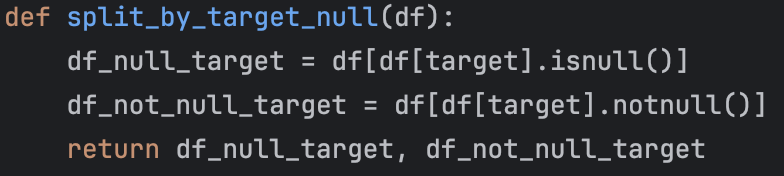 def split_by_target_null(df):
    df_null_target = df[df[target].isnull()]
    df_not_null_target = df[df[target].notnull()]
    return df_null_target, df_not_null_target